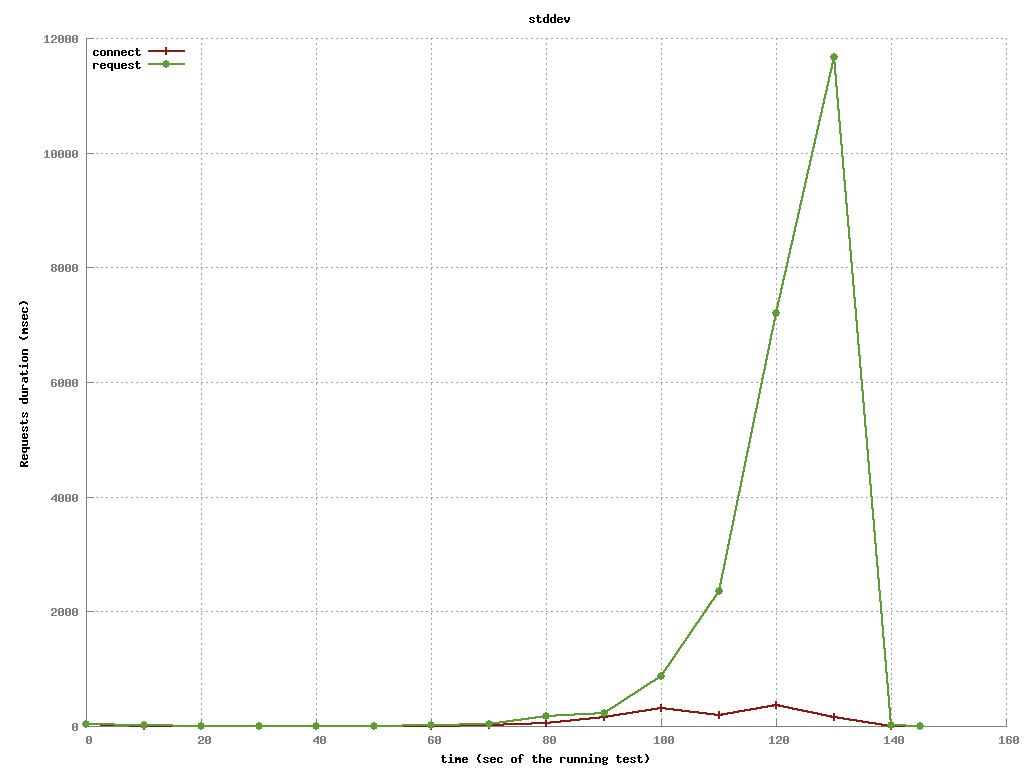 stddev
12000
connect
request
10000
8000
Requests duration (msec)
6000
4000
2000
0
0 20 40 60 80 100 120 140 160
time (sec of the running test)